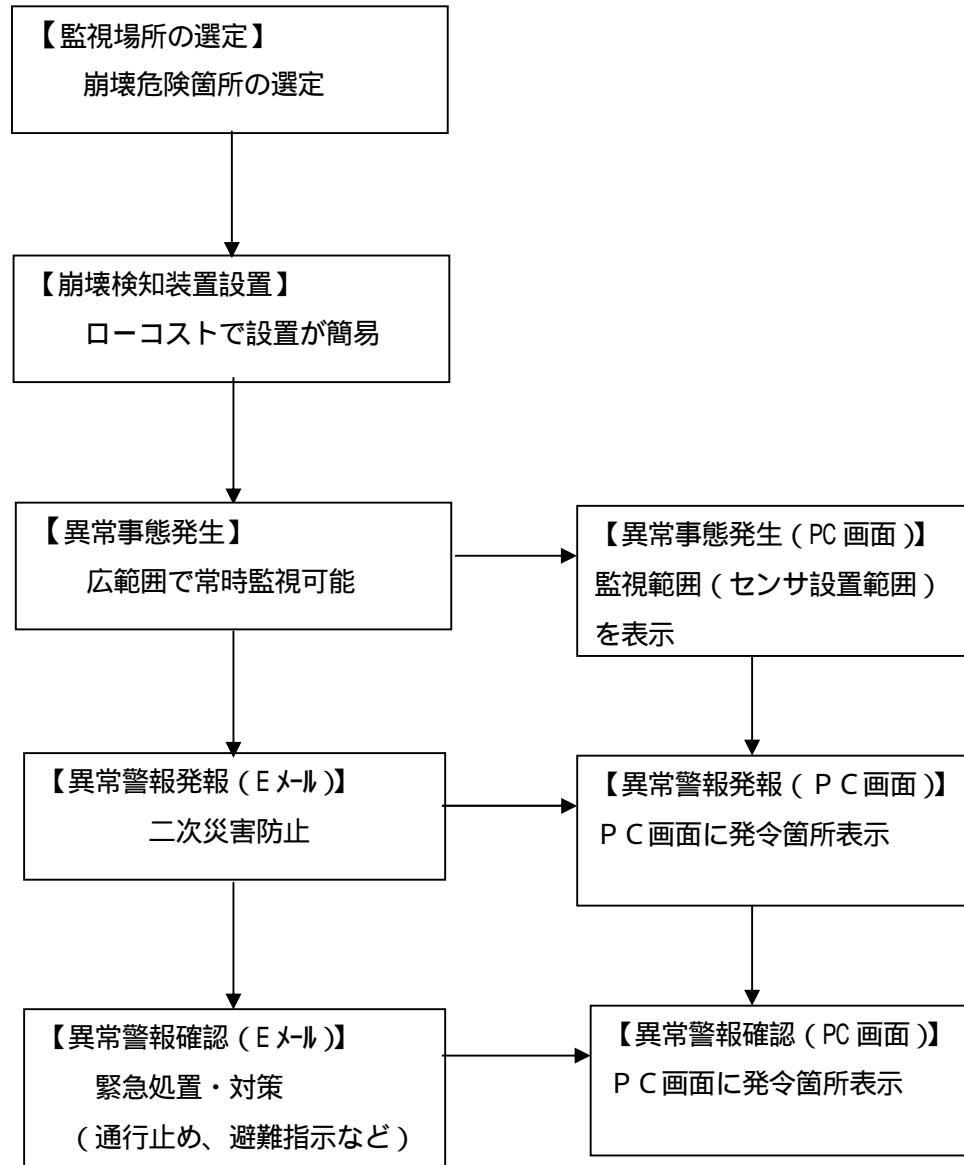 【監視場所の選定】
崩壊危険箇所の選定
【崩壊検知装置設置】
ローコストで設置が簡易
【異常事態発生】
広範囲で常時監視可能
【異常事態発生（PC画面）】
監視範囲（センサ設置範囲）
を表示
【異常警報発報（Eメール）】
二次災害防止
【異常警報発報（ＰＣ画面）】
ＰＣ画面に発令箇所表示
【異常警報確認（Eメール）】
緊急処置・対策
（通行止め、避難指示など）
【異常警報確認（PC画面）】
ＰＣ画面に発令箇所表示